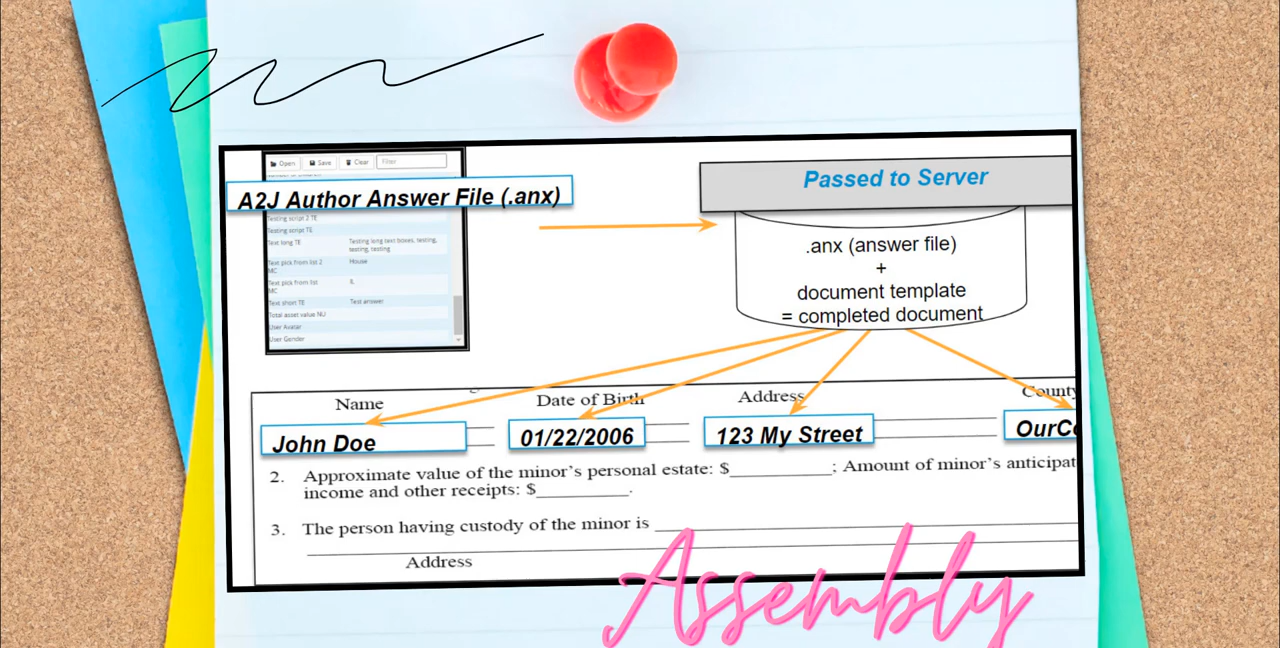 Open Save Clear Filter
A2J Author Answer File (.anx)
Testing script 2 TE
Testing script TE
Text long TE Testing long text boxes, testing,
testing, testing
Text pick from list 2 House
MC
Text pick from list IL
MC
Text short TE Test answer
Total asset value NU
User Avatar
User Gender
Passed to Server
.anx (answer file)
+
document template
= completed document
Name Date of Birth Address County
John Doe 01/22/2006 123 My Street OurCo
2. Approximate value of the minor's personal estate: $__________; Amount of minor's anticipat
income and other receipts: $_________.
3. The person having custody of the minor is
Address
Assembly